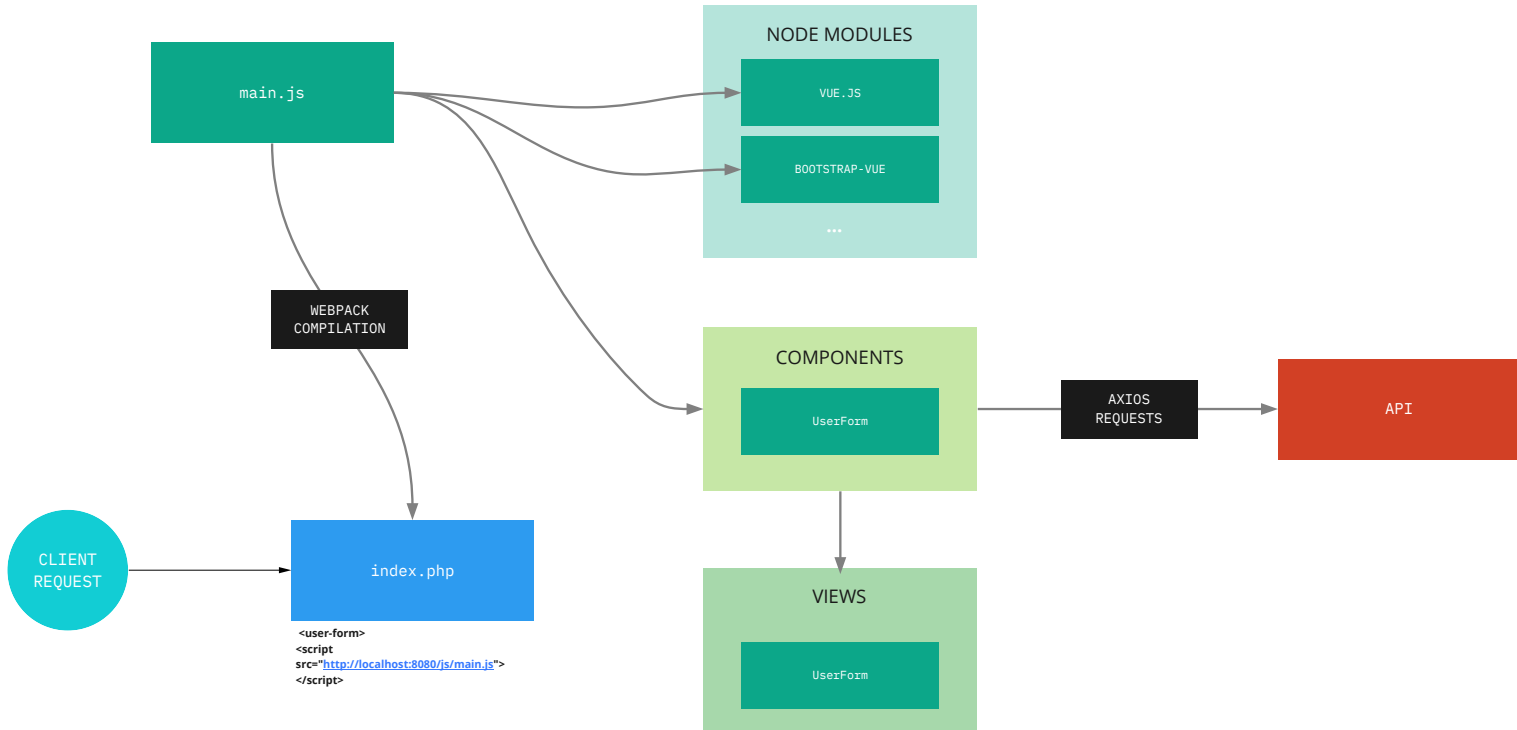 NODE MODULES
main.js
VUE.JS
BOOTSTRAP-VUE
...
WEBPACK
COMPILATION
COMPONENTS
UserForm
AXIOS
REQUESTS
API
CLIENT
REQUEST
index.php
<user-form>
<script
src="http://localhost:8080/js/main.js">
</script>
VIEWS
UserForm